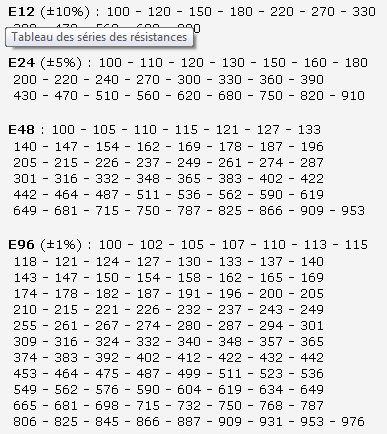 E12 (±10%) : 100 - 120 - 150 - 180 - 220 - 270 - 330
Tableau des séries des résistances
E24 (±5%) : 100 - 110 - 120 - 130 - 150 - 160 - 180
200 - 220 - 240 - 270 - 300 - 330 - 360 - 390
430 - 470 - 510 - 560 - 620 - 680 - 750 - 820 - 910
E48 : 100 - 105 - 110 - 115 - 121 - 127 - 133
140 - 147 - 154 - 162 - 169 - 178 - 187 - 196
205 - 215 - 226 - 237 - 249 - 261 - 274 - 287
301 - 316 - 332 - 348 - 365 - 383 - 402 - 422
442 - 464 - 487 - 511 - 536 - 562 - 590 - 619
649 - 681 - 715 - 750 - 787 - 825 - 866 - 909 - 953
E96 (±1%) : 100 - 102 - 105 - 107 - 110 - 113 - 115
118 - 121 - 124 - 127 - 130 - 133 - 137 - 140
143 - 147 - 150 - 154 - 158 - 162 - 165 - 169
174 - 178 - 182 - 187 - 191 - 196 - 200 - 205
210 - 215 - 221 - 226 - 232 - 237 - 243 - 249
255 - 261 - 267 - 274 - 280 - 287 - 294 - 301
309 - 316 - 324 - 332 - 340 - 348 - 357 - 365
374 - 383 - 392 - 402 - 412 - 422 - 432 - 442
453 - 464 - 475 - 487 - 499 - 511 - 523 - 536
549 - 562 - 576 - 590 - 604 - 619 - 634 - 649
665 - 681 - 698 - 715 - 732 - 750 - 768 - 787
806 - 825 - 845 - 866 - 887 - 909 - 931 - 953 - 976